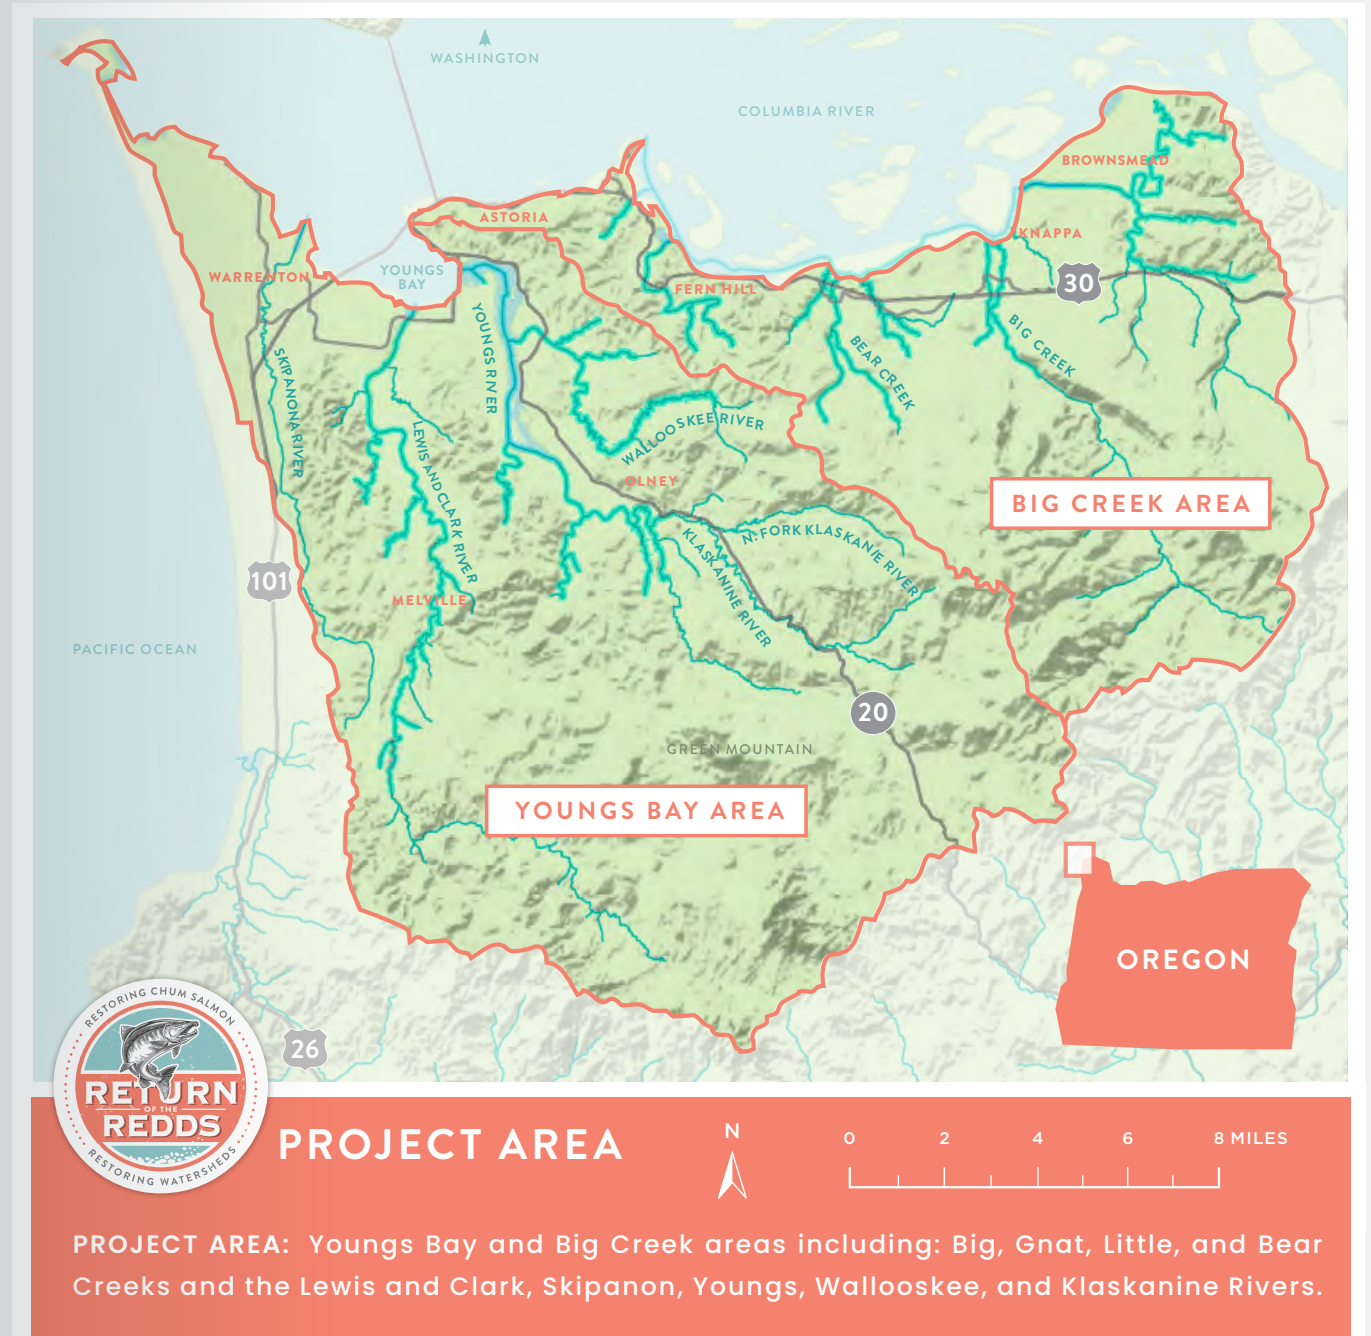 WASHINGTON
COLUMBIA RIVER
BROWNSMEAD
ASTORIA
KNAPPA
WARRENTON
YOUNGS
BAY
FERN HILL
30
YOUNGS RIVER
BIG CREEK
BEAR CREEK
SKIPANONA RIVER
LEWIS AND CLARK RIVER
WALLOOSKEE RIVER
OLNEY
BIG CREEK AREA
N. FORK KLASKANIE RIVER
KLASKANINE RIVER
101
MELVILLE
PACIFIC OCEAN
20
GREEN MOUNTAIN
YOUNGS BAY AREA
OREGON
26
RESTORING CHUM SALMON
RETURN
OF THE
REDDS
RESTORING WATERSHEDS
PROJECT AREA
N
0 2 4 6 8 MILES
PROJECT AREA: Youngs Bay and Big Creek areas including: Big, Gnat, Little, and Bear
Creeks and the Lewis and Clark, Skipanon, Youngs, Wallooskee, and Klaskanine Rivers.